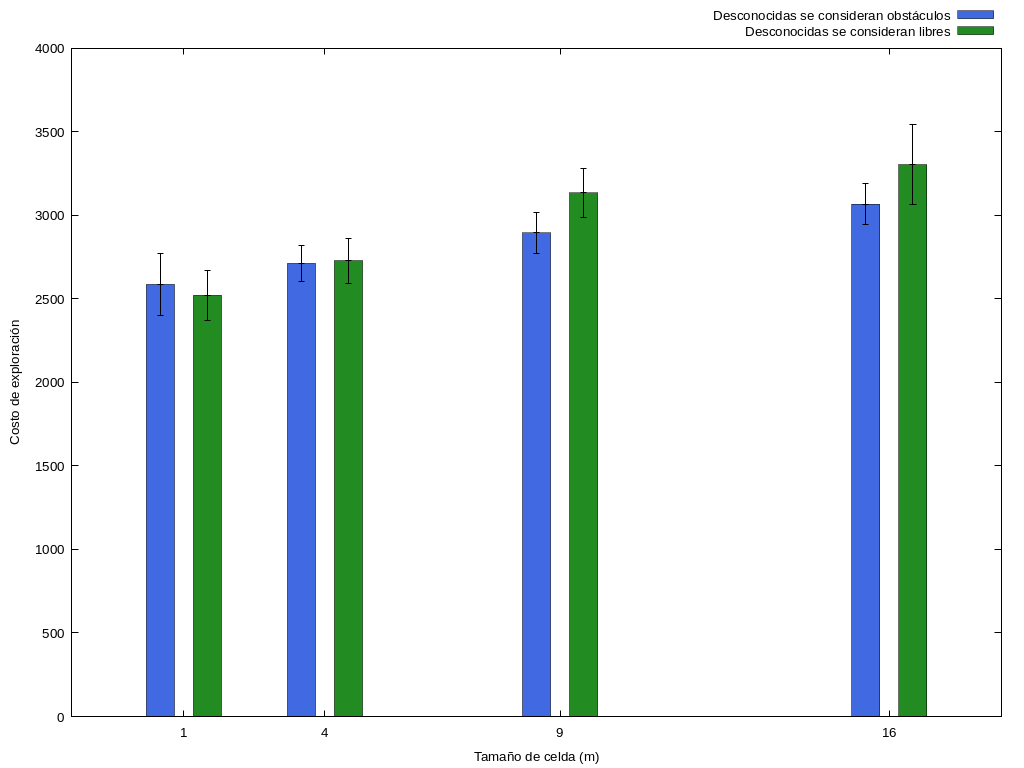 Desconocidas se consideran obstáculos
Desconocidas se consideran libres
4000
3500
3000
2500
2000
1500
1000
500
0
Costo de exploración
1 4 9 16
Tamaño de celda (m)